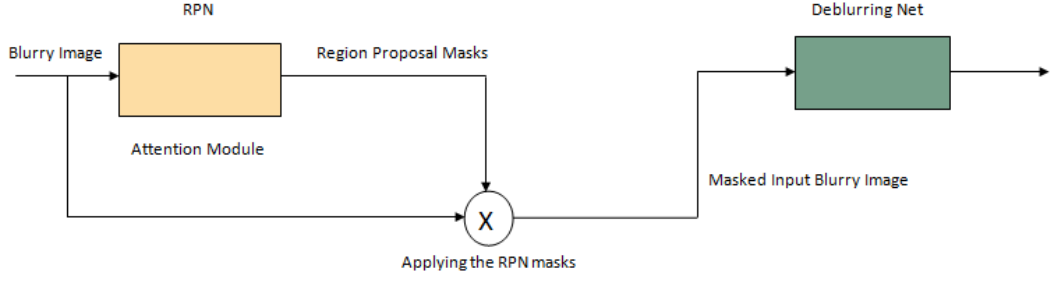 RPN
Deblurring Net
Blurry Image
Region Proposal Masks
Attention Module
Masked Input Blurry Image
X
Applying the RPN masks